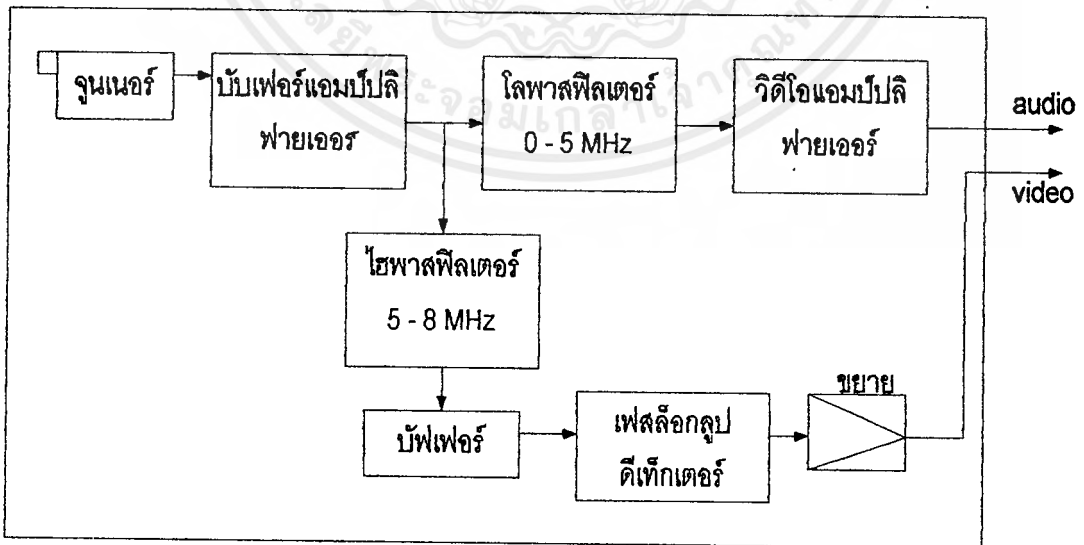 จูนเนอร์
บับเฟอร์แอมป์ปลิ
ฟายเออร
โลพาสฟิลเตอร์
0 - 5 MHz
วิดีโอแอมป์ปลิ
ฟายเออร์
audio
video
ไฮพาสฟิลเตอร์
5 - 8 MHz
บัฟเฟอร์
เฟสล็อกลูป
ดีเท็กเตอร์
ขยาย